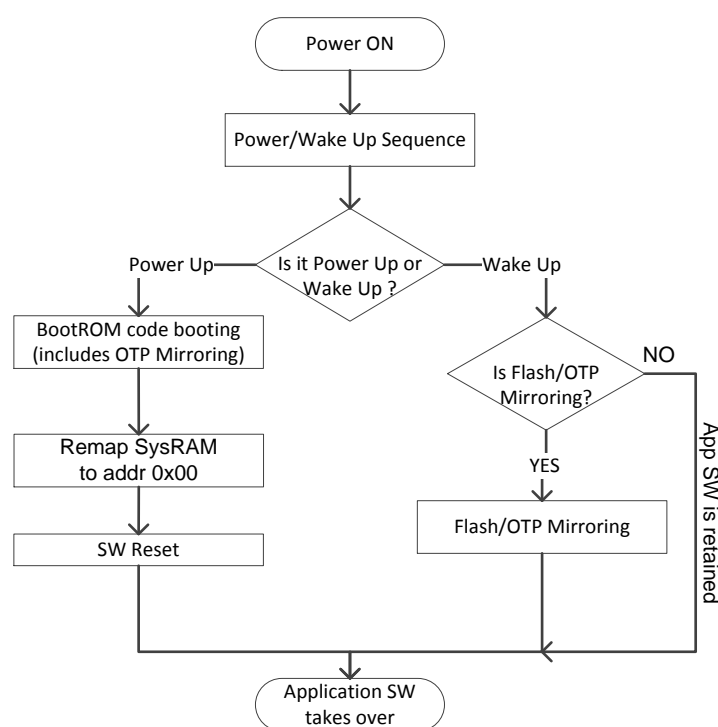 Power ON
Power/Wake Up Sequence
Is it Power Up or
Wake Up ?
Power Up
Wake Up
BootROM code booting
(includes OTP Mirroring)
Is Flash/OTP
Mirroring?
NO
Remap SysRAM
to addr 0x00
YES
App SW is retained
SW Reset
Flash/OTP Mirroring
Application SW
takes over